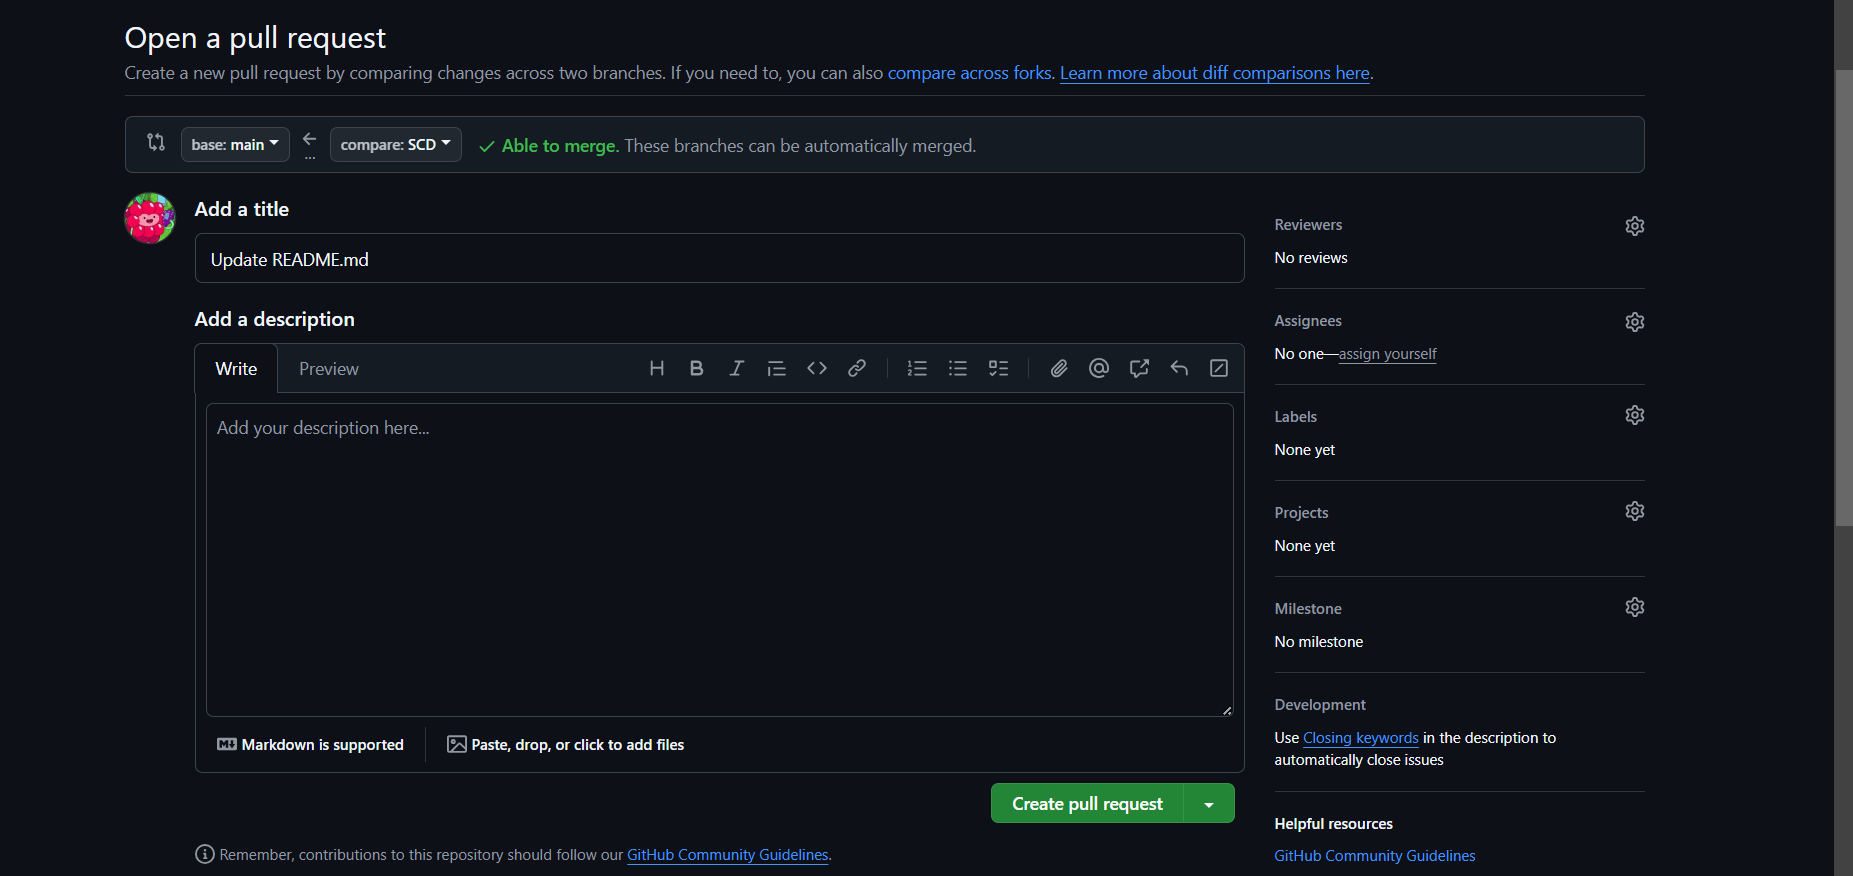 Open a pull request
Create a new pull request by comparing changes across two branches. If you need to, you can also compare across forks. Learn more about diff comparisons here.
base: main
compare: SCD
Able to merge. These branches can be automatically merged.
Add a title
Update README.md
Add a description
Write
Preview
Add your description here...
Markdown is supported
Paste, drop, or click to add files
Create pull request
Remember, contributions to this repository should follow our GitHub Community Guidelines.
Reviewers
No reviews
Assignees
No one—assign yourself
Labels
None yet
Projects
None yet
Milestone
No milestone
Development
Use Closing keywords in the description to
automatically close issues
Helpful resources
GitHub Community Guidelines